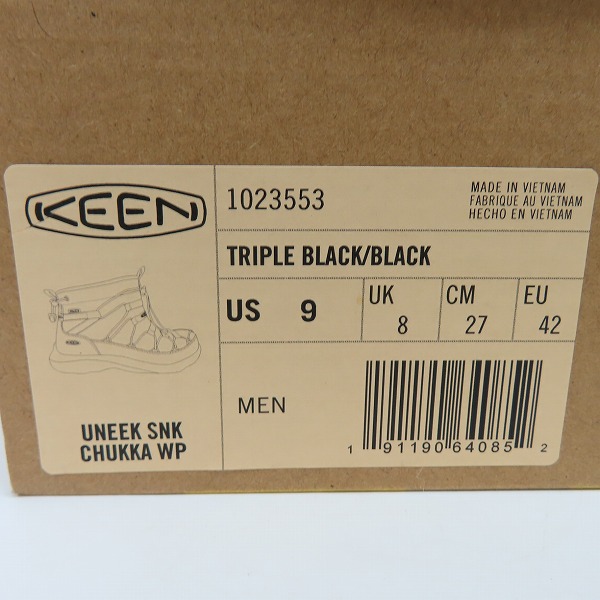 KEEN
1023553
MADE IN VIETNAM
FABRIQUE AU VIETNAM
HECHO EN VIETNAM
TRIPLE BLACK/BLACK
US 9
UK 8
CM 27
EU 42
MEN
UNEEK SNK
CHUKKA WP
1 91190 64085 2